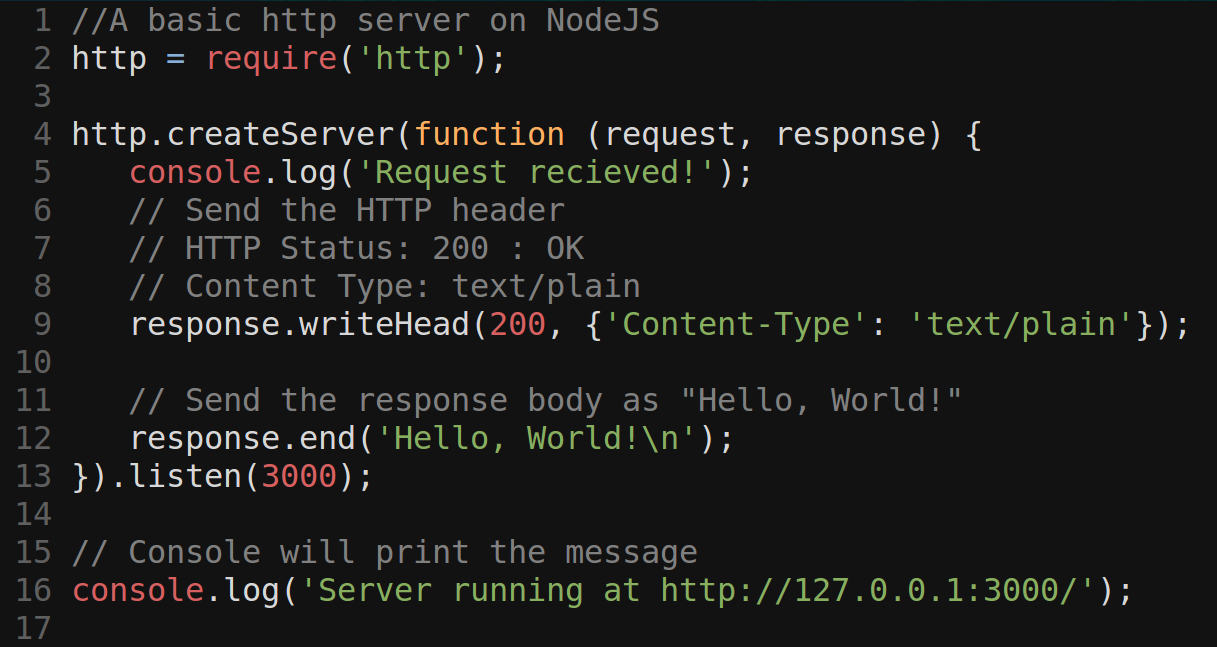 1 //A basic http server on NodeJS
2 http = require('http');
3
4 http.createServer(function (request, response) {
5    console.log('Request recieved!');
6    // Send the HTTP header
7    // HTTP Status: 200 : OK
8    // Content Type: text/plain
9    response.writeHead(200, {'Content-Type': 'text/plain'});
10
11    // Send the response body as "Hello, World!"
12    response.end('Hello, World!\n');
13 }).listen(3000);
14
15 // Console will print the message
16 console.log('Server running at http://127.0.0.1:3000/');
17